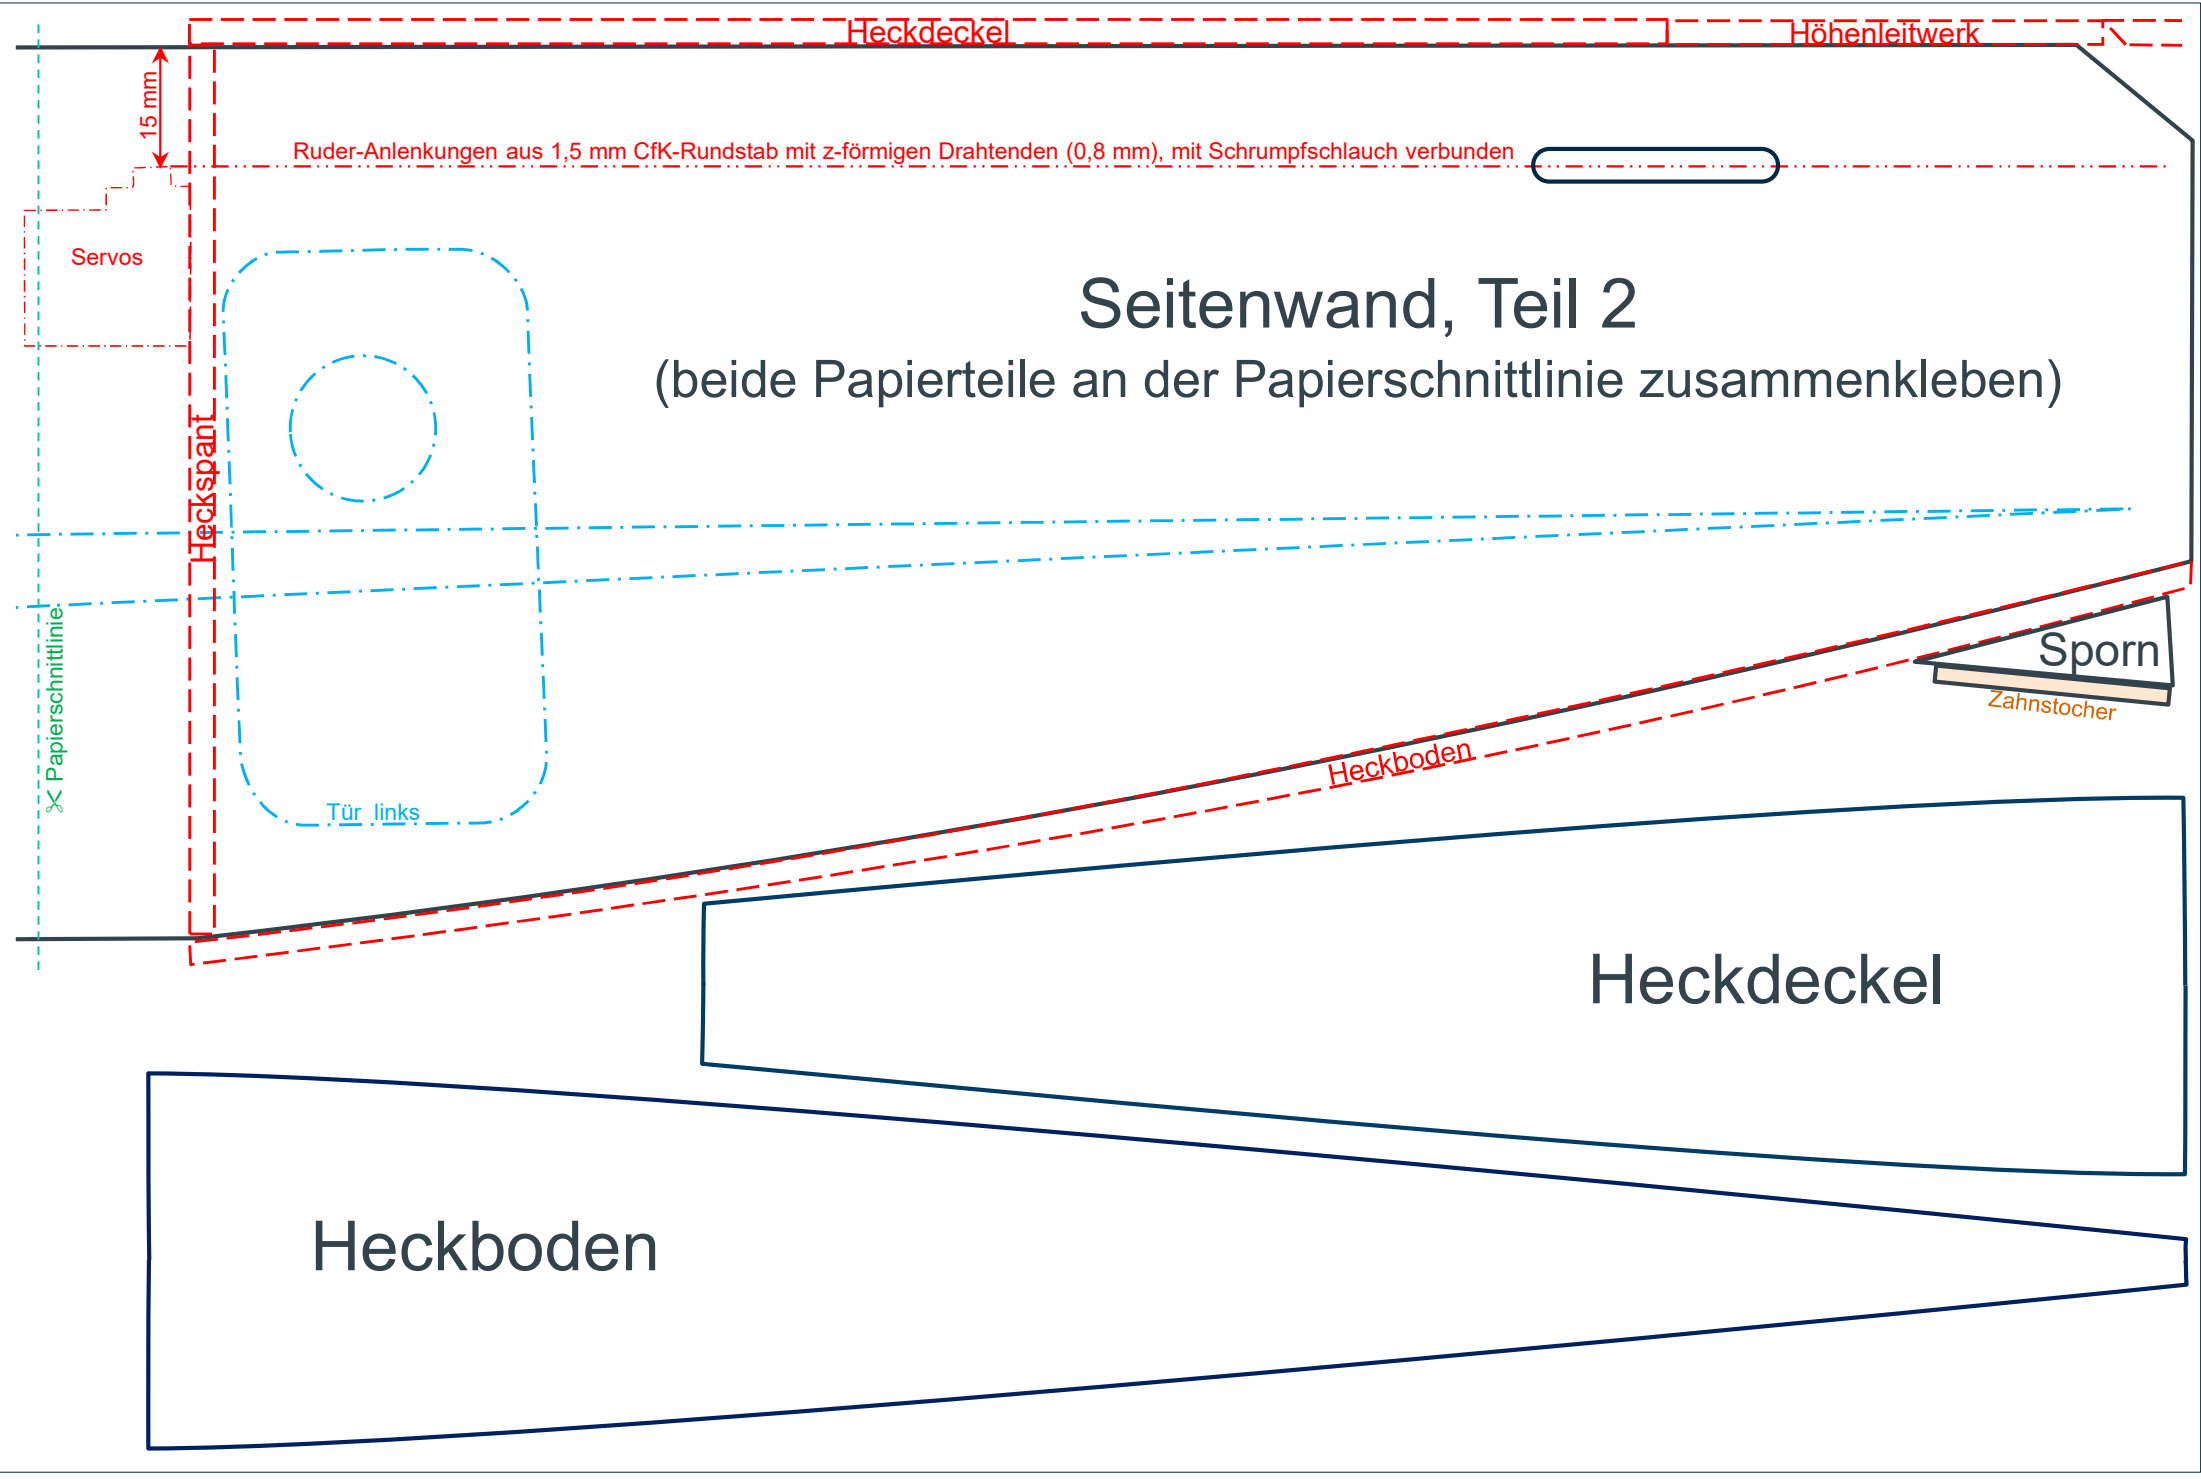 Heckdeckel
Höhenleitwerk
15 mm
Ruder-Anlenkungen aus 1,5 mm CfK-Rundstab mit z-förmigen Drahtenden (0,8 mm), mit Schrumpfschlauch verbunden
Servos
Seitenwand, Teil 2
(beide Papierteile an der Papierschnittlinie zusammenkleben)
Heckspant
Papierschnittlinie
Sporn
Zahnstocher
Heckboden
Tür links
Heckdeckel
Heckboden